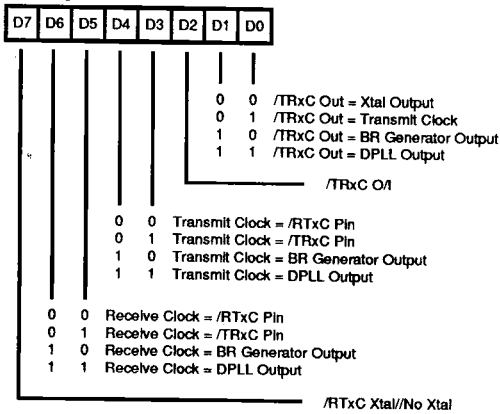 D7 D6 D5 D4 D3 D2 D1 D0
0 0 /TRxC Out = Xtal Output
0 1 /TRxC Out = Transmit Clock
1 0 /TRxC Out = BR Generator Output
1 1 /TRxC Out = DPLL Output
/TRxC O/I
0 0 Transmit Clock = /RTxC Pin
0 1 Transmit Clock = /TRxC Pin
1 0 Transmit Clock = BR Generator Output
1 1 Transmit Clock = DPLL Output
0 0 Receive Clock = /RTxC Pin
0 1 Receive Clock = /TRxC Pin
1 0 Receive Clock = BR Generator Output
1 1 Receive Clock = DPLL Output
/RTxC Xtal//No Xtal